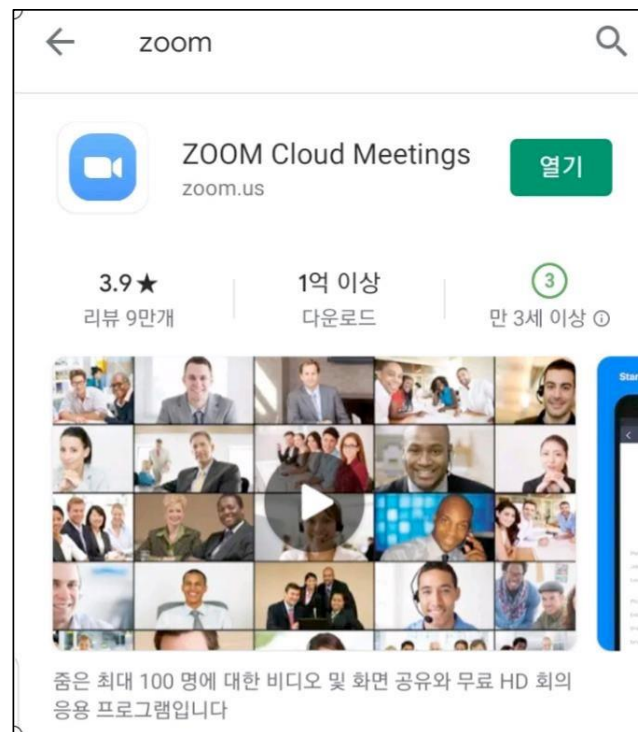 zoom
ZOOM Cloud Meetings
zoom.us
열기
3.9★
리뷰 9만개
1억 이상
다운로드
3
만 3세 이상
Star
줌은 최대 100 명에 대한 비디오 및 화면 공유와 무료 HD 회의
응용 프로그램입니다